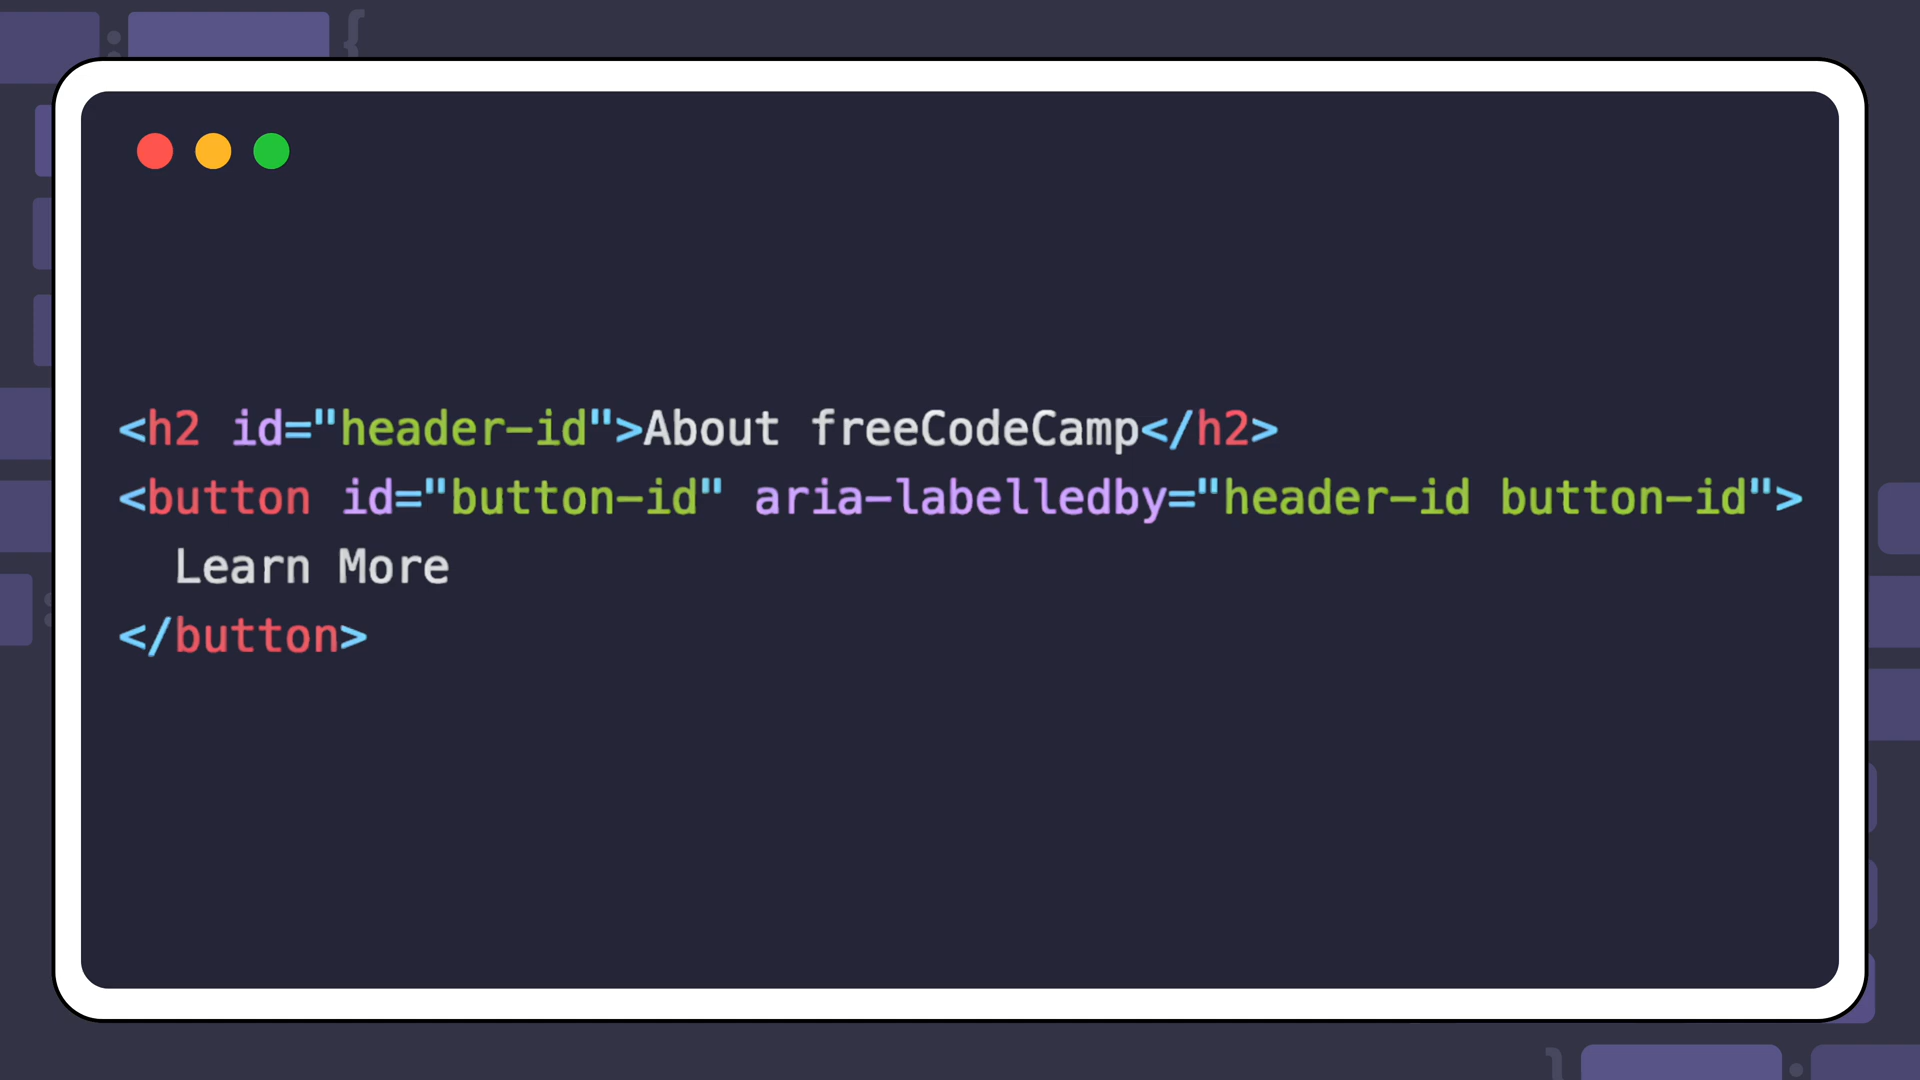 <h2 id="header-id">About freeCodeCamp</h2>
<button id="button-id" aria-labelledby="header-id button-id">
  Learn More
</button>